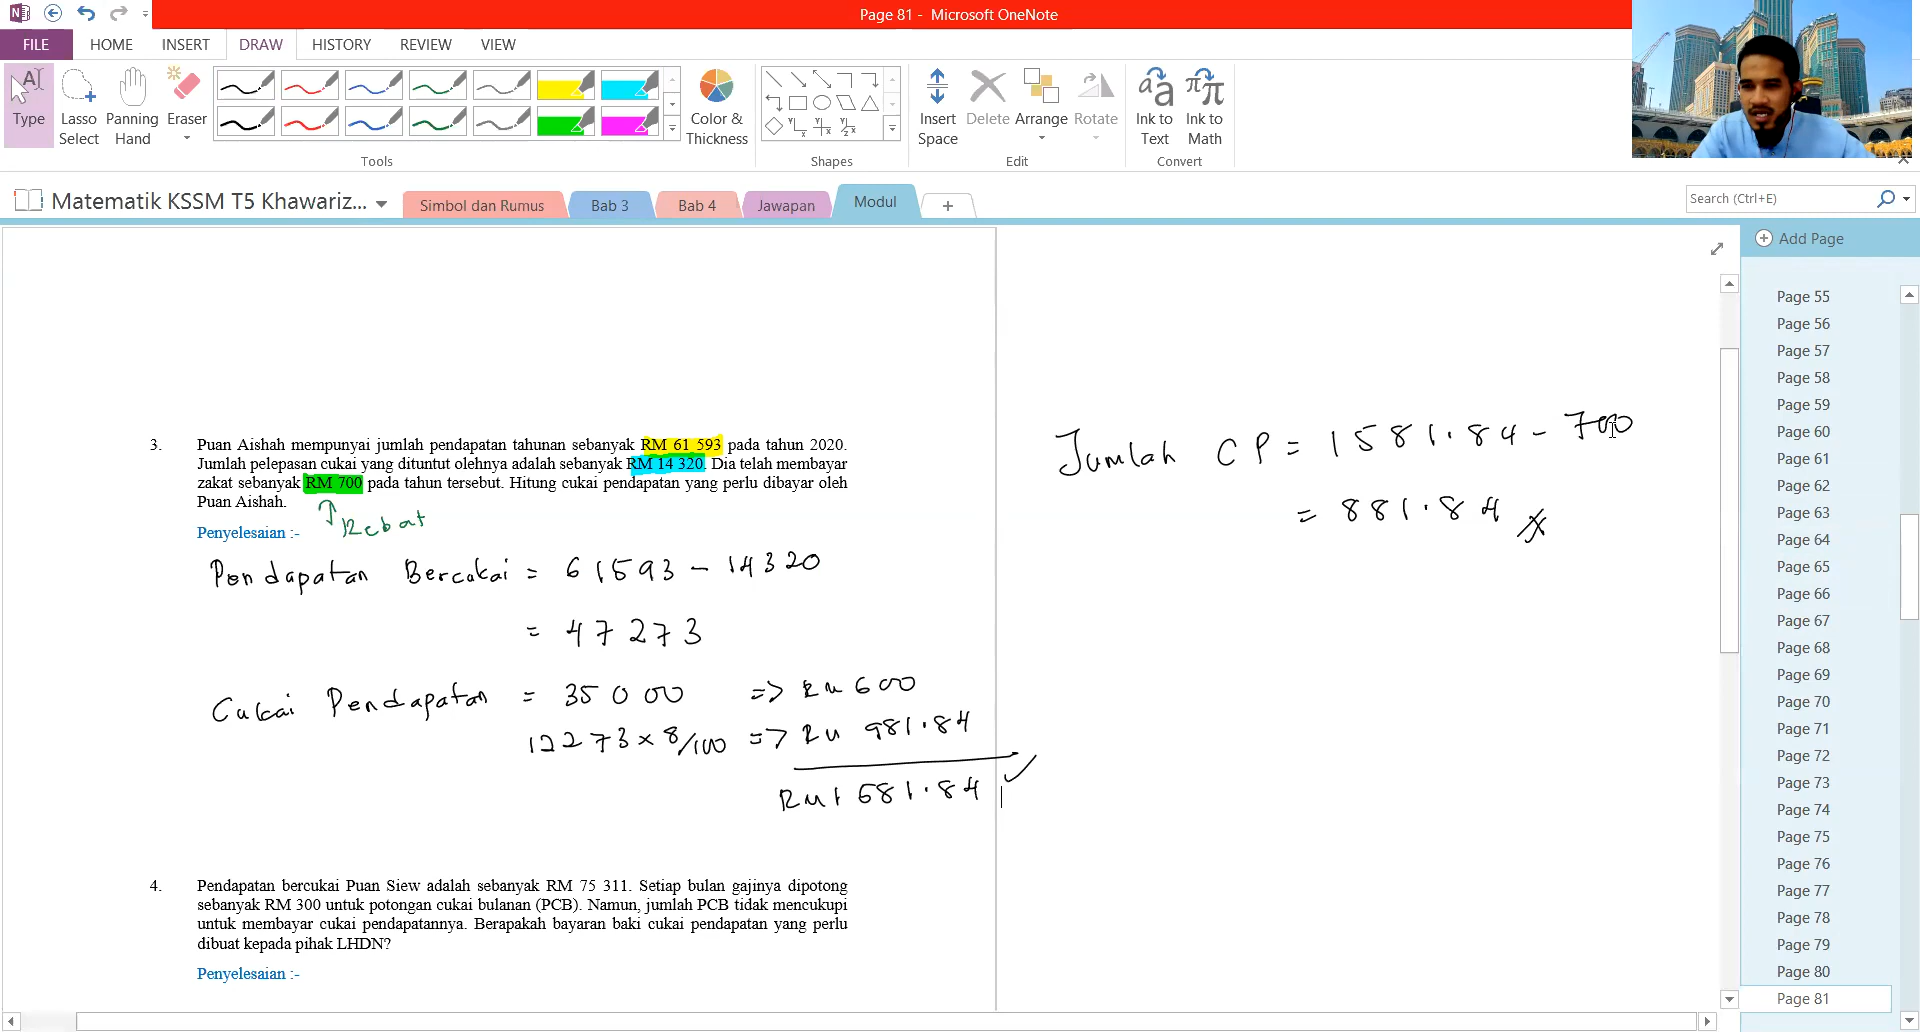 Page 81 - Microsoft OneNote
FILE HOME INSERT DRAW HISTORY REVIEW VIEW
Type
Lasso Select
Panning Hand
Eraser
Color & Thickness
Insert Space
Delete
Arrange
Rotate
Ink to Text
Ink to Math
Tools Shapes Edit Convert
Matematik KSSM T5 Khawariz...
Simbol dan Rumus Bab 3 Bab 4 Jawapan Modul +
Search (Ctrl+E)
3. Puan Aishah mempunyai jumlah pendapatan tahunan sebanyak RM 61 593 pada tahun 2020.
Jumlah pelepasan cukai yang dituntut olehnya adalah sebanyak RM 14 320. Dia telah membayar
zakat sebanyak RM 700 pada tahun tersebut. Hitung cukai pendapatan yang perlu dibayar oleh
Puan Aishah.
Rebat
Penyelesaian :-
Pendapatan Bercukai = 61593 - 14320
= 47273
Cukai Pendapatan = 35000 => RM 600
12273 x 8/100 => RM 981.84
RM1581.84
Jumlah CP = 1581.84 - 700
= 881.84
4. Pendapatan bercukai Puan Siew adalah sebanyak RM 75 311. Setiap bulan gajinya dipotong
sebanyak RM 300 untuk potongan cukai bulanan (PCB). Namun, jumlah PCB tidak mencukupi
untuk membayar cukai pendapatannya. Berapakah bayaran baki cukai pendapatan yang perlu
dibuat kepada pihak LHDN?
Penyelesaian :-
Add Page
Page 55
Page 56
Page 57
Page 58
Page 59
Page 60
Page 61
Page 62
Page 63
Page 64
Page 65
Page 66
Page 67
Page 68
Page 69
Page 70
Page 71
Page 72
Page 73
Page 74
Page 75
Page 76
Page 77
Page 78
Page 79
Page 80
Page 81